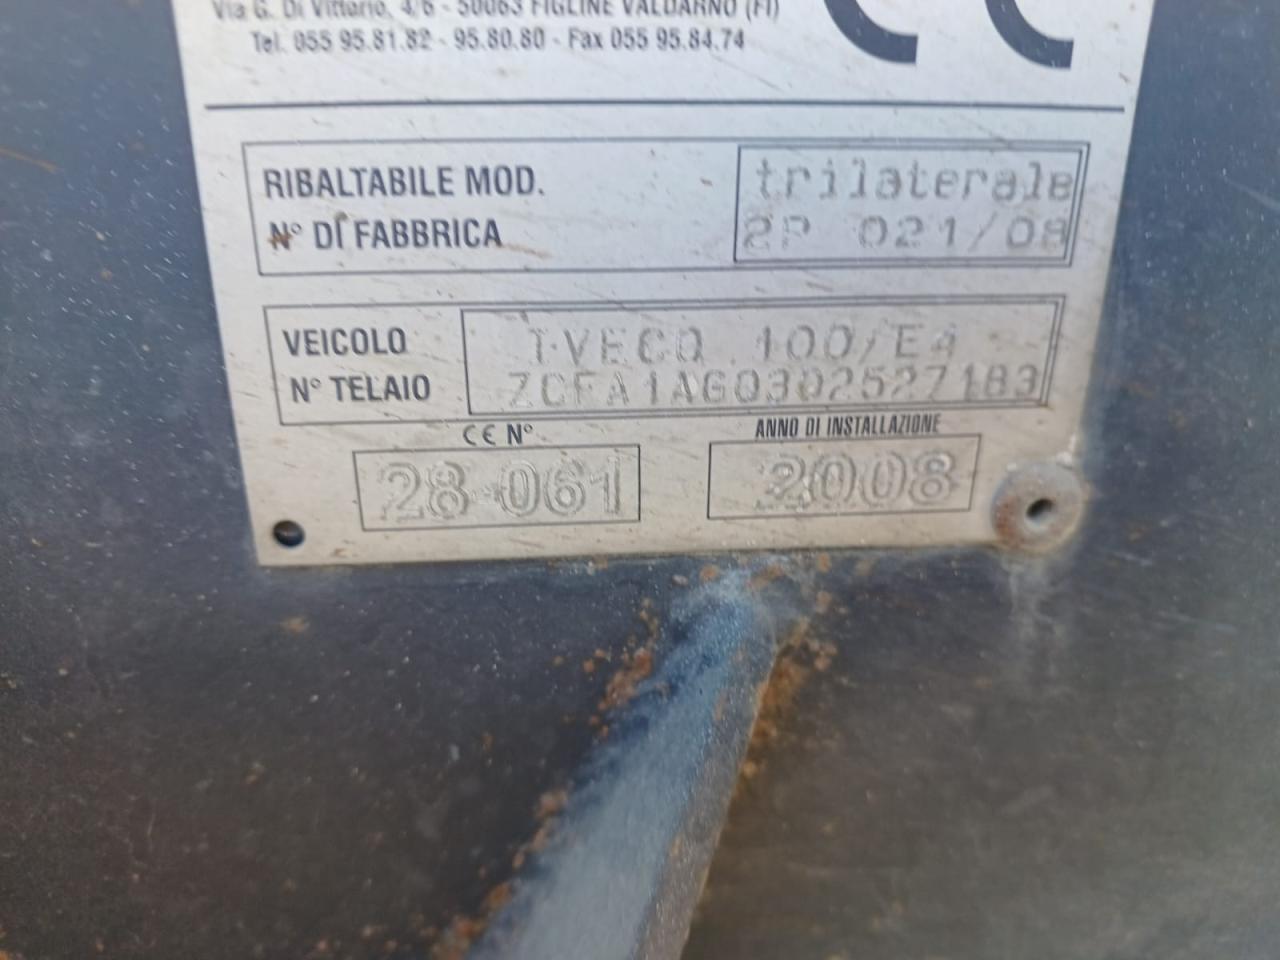 Via G. Di Vittorio, 4/6 - 50063 FIGLINE VALDARNO (FI)
Tel. 055 95.81.82 - 95.80.80 - Fax 055 95.84.74
CE
RIBALTABILE MOD. trilaterale
N° DI FABBRICA 2P 021/08
VEICOLO IVECO 100/E4
N° TELAIO ZCFA1AG0302527183
CE N° ANNO DI INSTALLAZIONE
28 061 2008